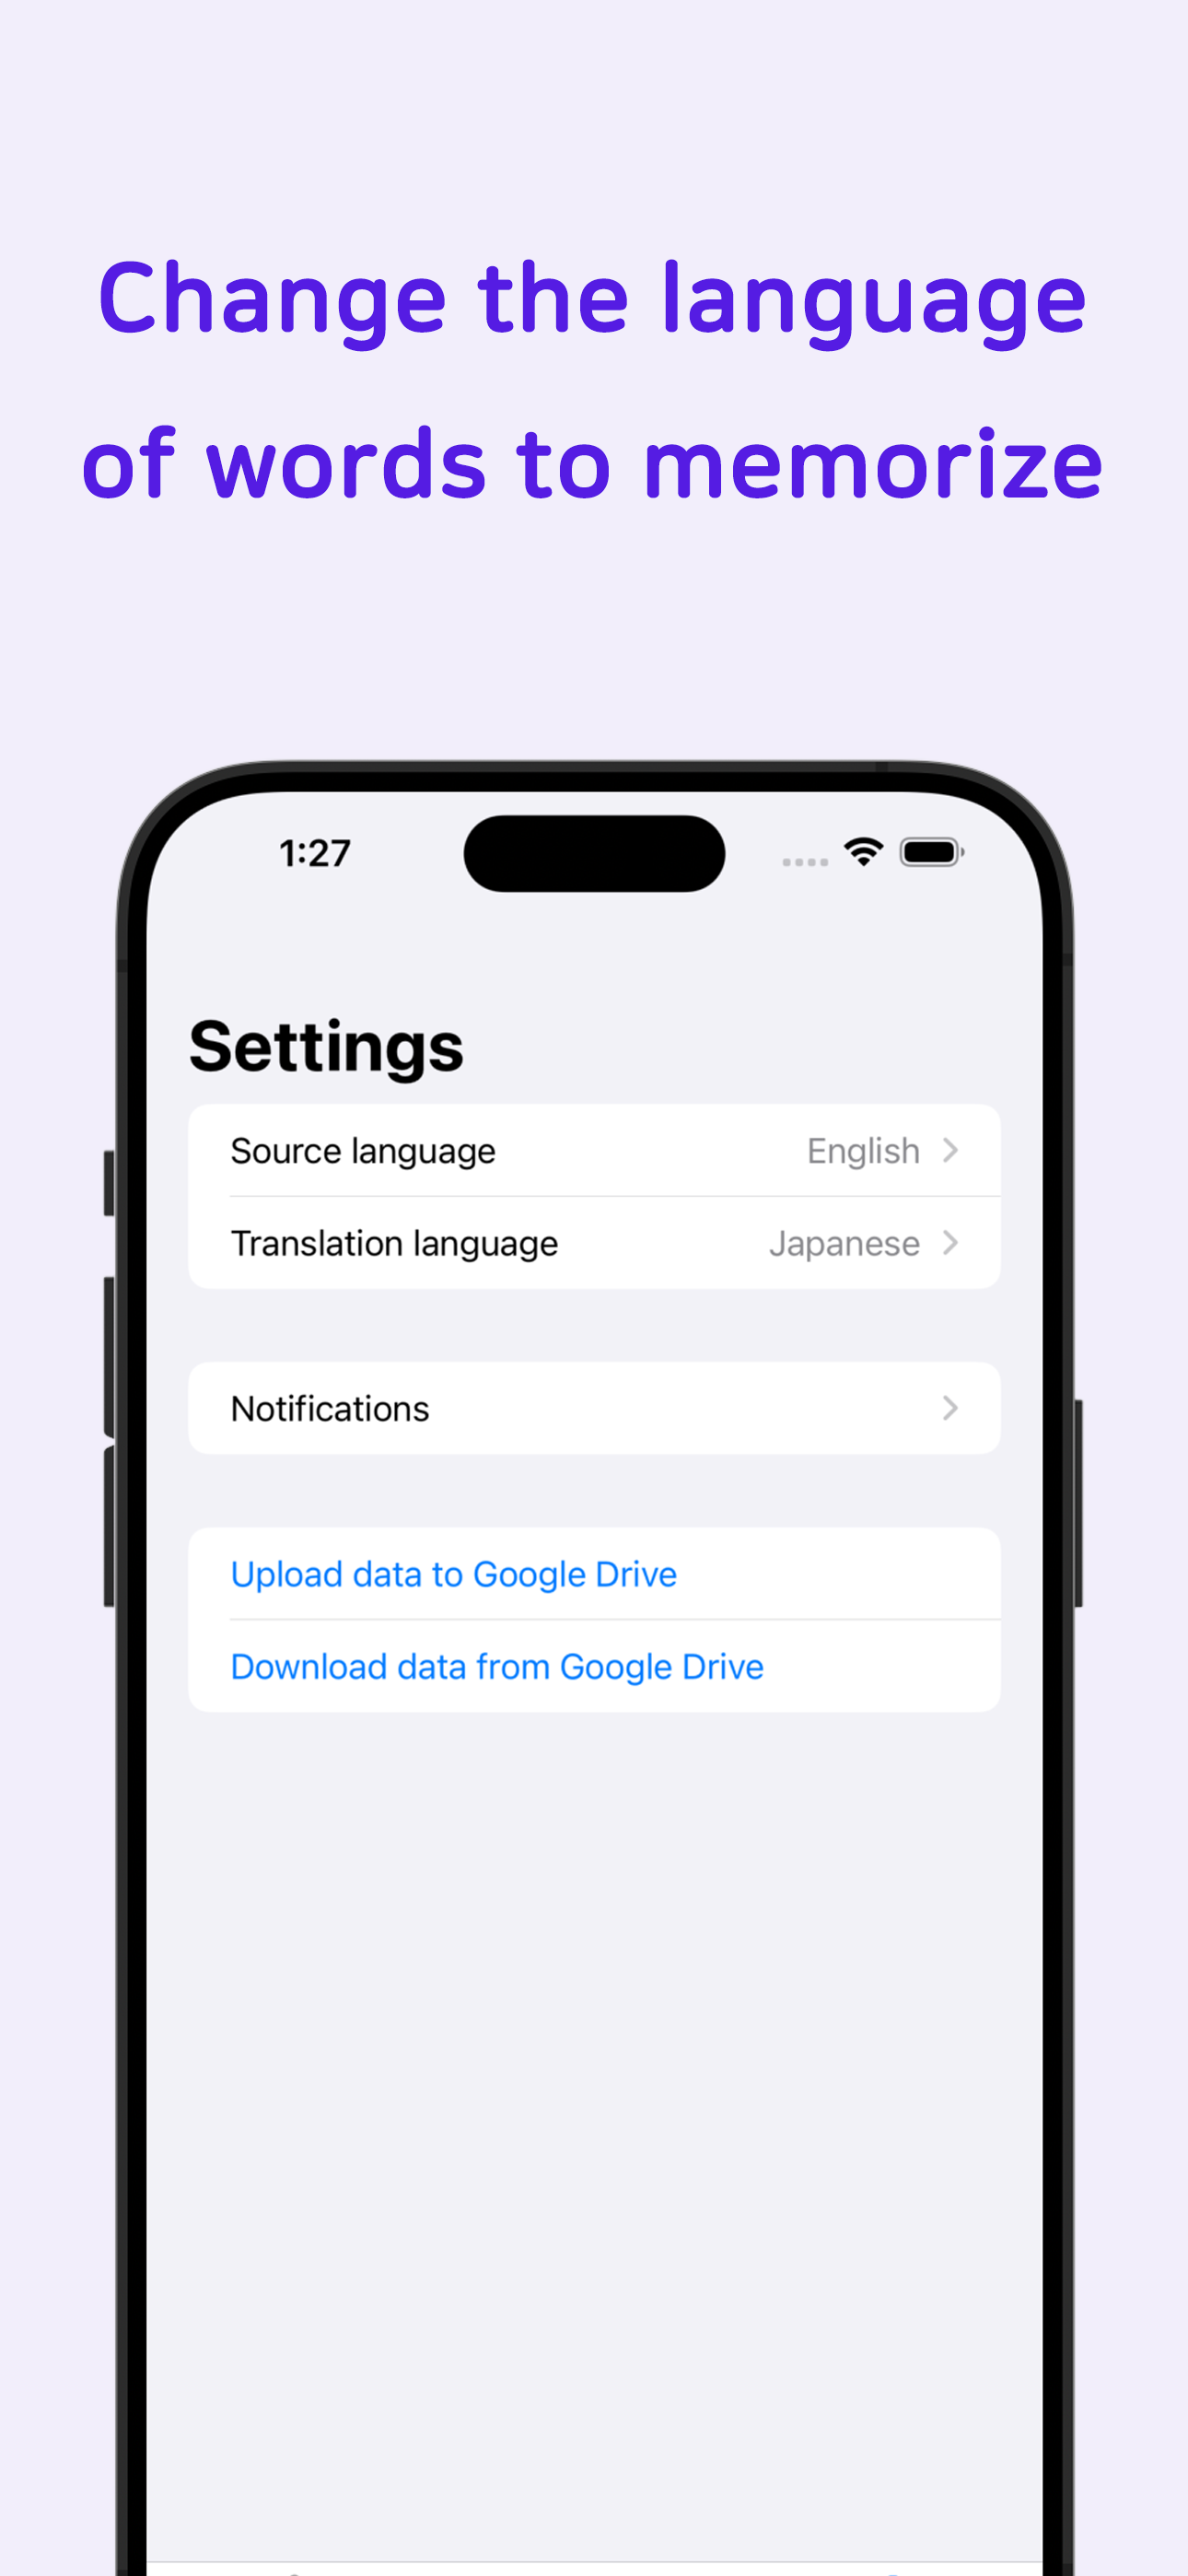 Change the language
of words to memorize
1:27
Settings
Source language English
Translation language Japanese
Notifications
Upload data to Google Drive
Download data from Google Drive